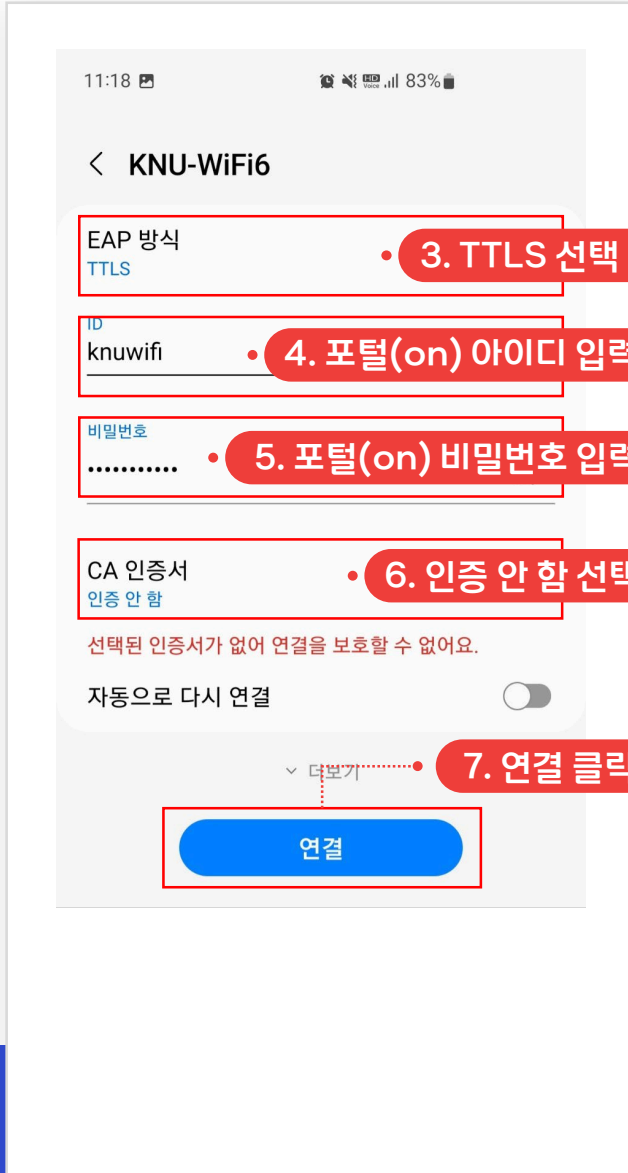 11:18
HD Voice 83%
KNU-WiFi6
EAP 방식
TTLS
3. TTLS 선택
ID
knuwifi
4. 포털(on) 아이디 입력
비밀번호
•••••••••••
5. 포털(on) 비밀번호 입력
CA 인증서
인증 안 함
6. 인증 안 함 선택
선택된 인증서가 없어 연결을 보호할 수 없어요.
자동으로 다시 연결
더보기
7. 연결 클릭
연결